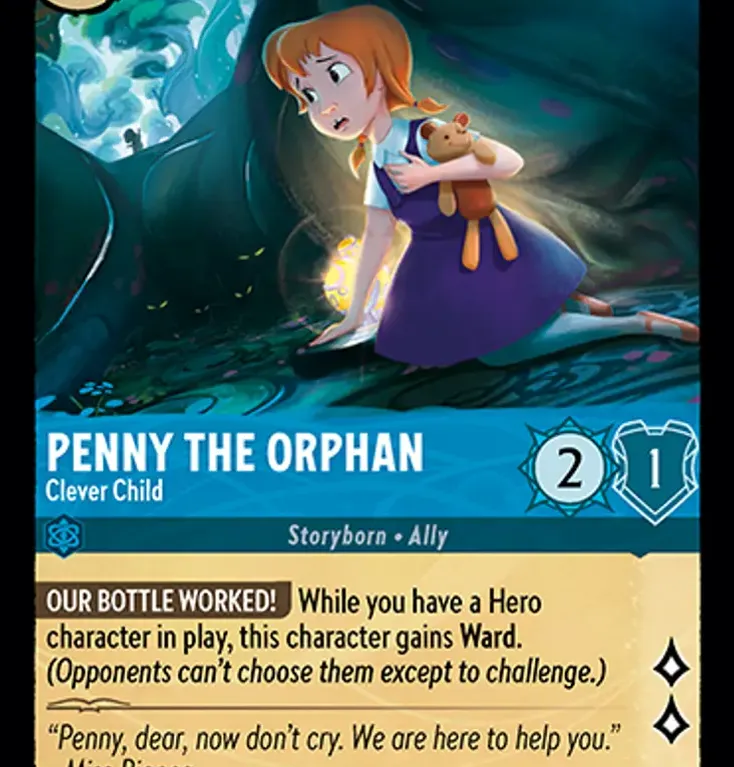 PENNY THE ORPHAN
2
1
Clever Child
Storyborn • Ally
OUR BOTTLE WORKED! While you have a Hero
character in play, this character gains Ward.
(Opponents can't choose them except to challenge.)
"Penny, dear, now don't cry. We are here to help you."